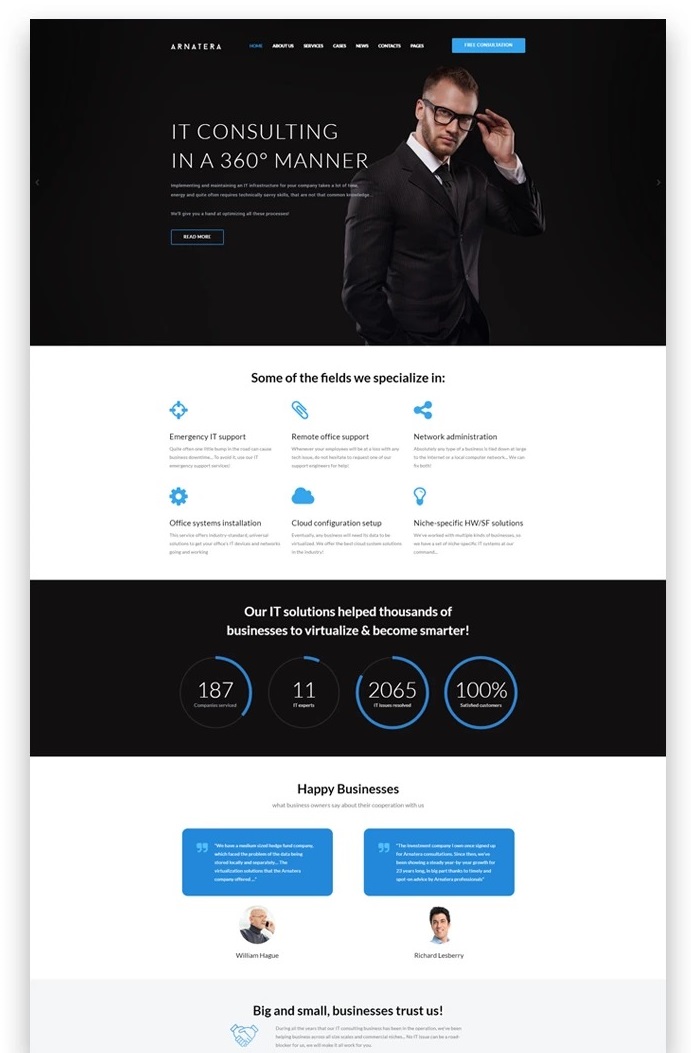 ARNATERA
HOME ABOUT US SERVICES CASES NEWS CONTACTS PAGES
FREE CONSULTATION
IT CONSULTING
IN A 360° MANNER
Implementing and maintaining an IT infrastructure for your company takes a lot of time,
energy and quite often requires technically savvy skills, that are not that common knowledge...
We'll give you a hand at optimizing all these processes!
READ MORE
Some of the fields we specialize in:
Emergency IT support
Quite often one little bump in the road can cause
business downtime... To avoid it, use our IT
emergency support services!
Remote office support
Whenever your employees will be at a loss with any
tech issue, do not hesitate to request one of our
support engineers for help!
Network administration
Absolutely any type of a business is tied down at large
to the internet or a local computer network... We can
fix both!
Office systems installation
This service offers industry-standard, universal
solutions to get your office's IT devices and networks
going and working
Cloud configuration setup
Eventually, any business will need its data to be
virtualized. We offer the best cloud system solutions
in the industry!
Niche-specific HW/SF solutions
We've worked with multiple kinds of businesses, so
we have a set of niche-specific IT systems at our
command...
Our IT solutions helped thousands of
businesses to virtualize & become smarter!
187
Companies serviced
11
IT experts
2065
IT Issues resolved
100%
Satisfied customers
Happy Businesses
what business owners say about their cooperation with us
"We have a medium sized hedge fund company,
which faced the problem of the data being
stored locally and separately... The
virtualization solutions that the Arnatera
company offered ..."
William Hague
"The investment company I own once signed up
for Arnatera consultations. Since then, we've
been showing a steady year-by-year growth for
23 years long, in big part thanks to timely and
spot-on advice by Arnatera professionals"
Richard Lesberry
Big and small, businesses trust us!
During all the years that our IT consulting business has been in the operation, we've been
helping business across all size scales and commercial niches... No IT issue can be a road-
blocker for us, we will make it all work for you.